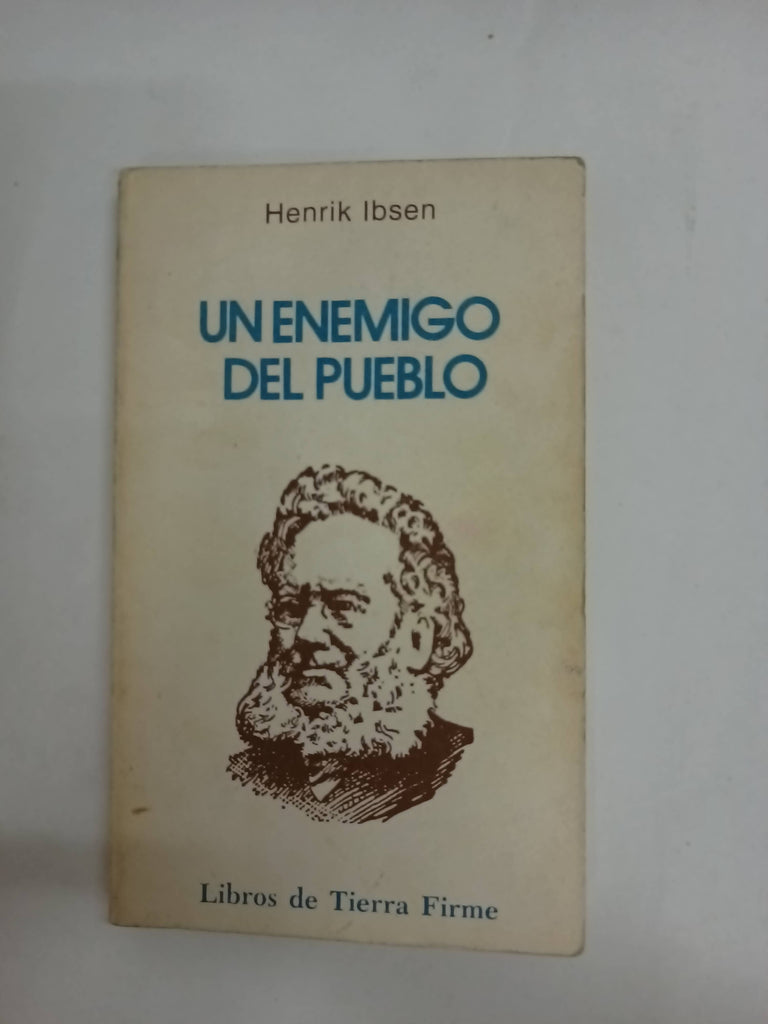 Henrik Ibsen
UN ENEMIGO
DEL PUEBLO
Libros de Tierra Firme